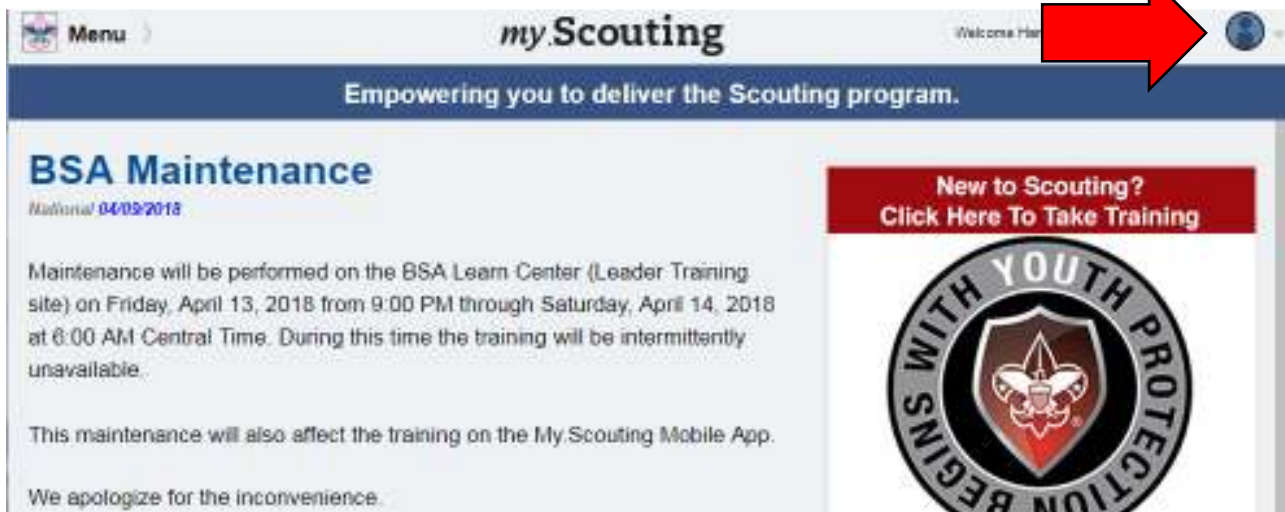 Menu
my.Scouting
Welcome
Empowering you to deliver the Scouting program.
BSA Maintenance
National 04/09/2018
Maintenance will be performed on the BSA Learn Center (Leader Training
site) on Friday, April 13, 2018 from 9:00 PM through Saturday, April 14, 2018
at 6:00 AM Central Time. During this time the training will be intermittently
unavailable.
This maintenance will also affect the training on the My.Scouting Mobile App.
We apologize for the inconvenience.
New to Scouting?
Click Here To Take Training
YOUTH PROTECTION BEGINS WITH